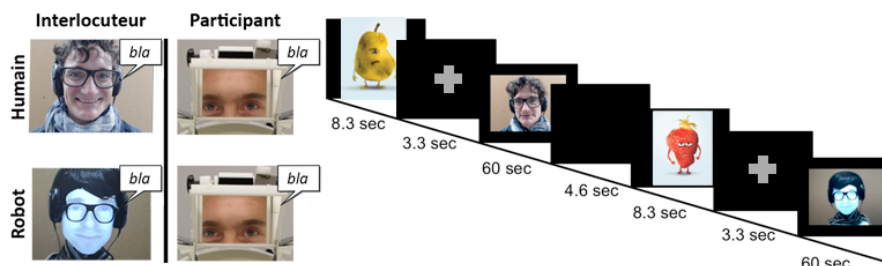 Interlocuteur
Participant
Humain
bla
bla
Robot
bla
bla
8.3 sec
3.3 sec
60 sec
4.6 sec
8.3 sec
3.3 sec
60 sec